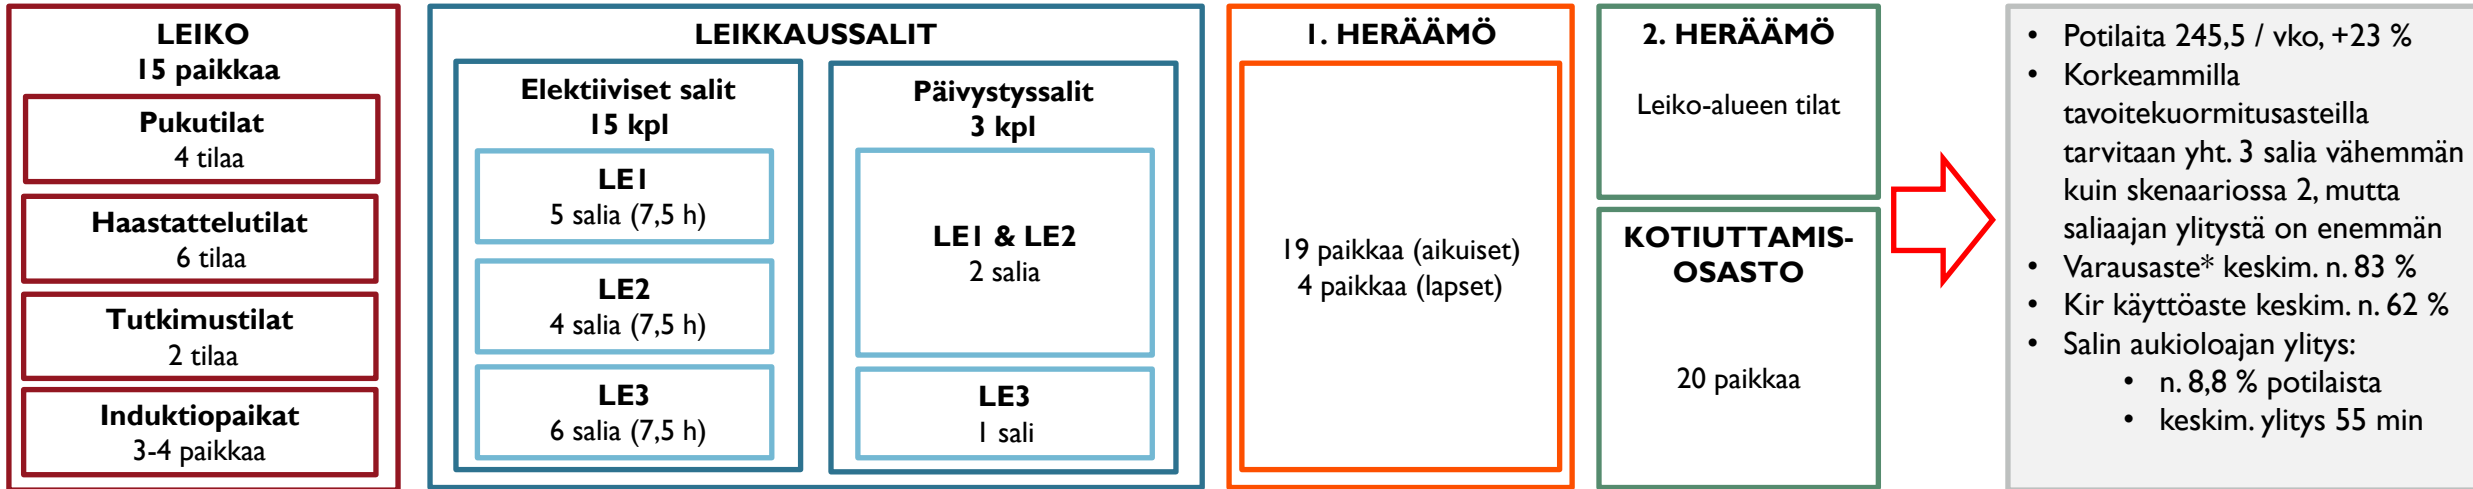 LEIKO
15 paikkaa
Pukutilat
4 tilaa
Haastattelutilat
6 tilaa
Tutkimustilat
2 tilaa
Induktiopaikat
3-4 paikkaa
LEIKKAUSSALIT
Elektiiviset salit
15 kpl
LE1
5 salia (7,5 h)
LE2
4 salia (7,5 h)
LE3
6 salia (7,5 h)
Päivystyssalit
3 kpl
LE1 & LE2
2 salia
LE3
1 sali
1. HERÄÄMÖ
19 paikkaa (aikuiset)
4 paikkaa (lapset)
2. HERÄÄMÖ
Leiko-alueen tilat
KOTIUTTAMIS-
OSASTO
20 paikkaa
• Potilaita 245,5 / vko, +23 %
• Korkeammilla
tavoitekuormitusasteilla
tarvitaan yht. 3 salia vähemmän
kuin skenaariossa 2, mutta
saliaajan ylitystä on enemmän
• Varausaste* keskim. n. 83 %
• Kir käyttöaste keskim. n. 62 %
• Salin aukioloajan ylitys:
• n. 8,8 % potilaista
• keskim. ylitys 55 min